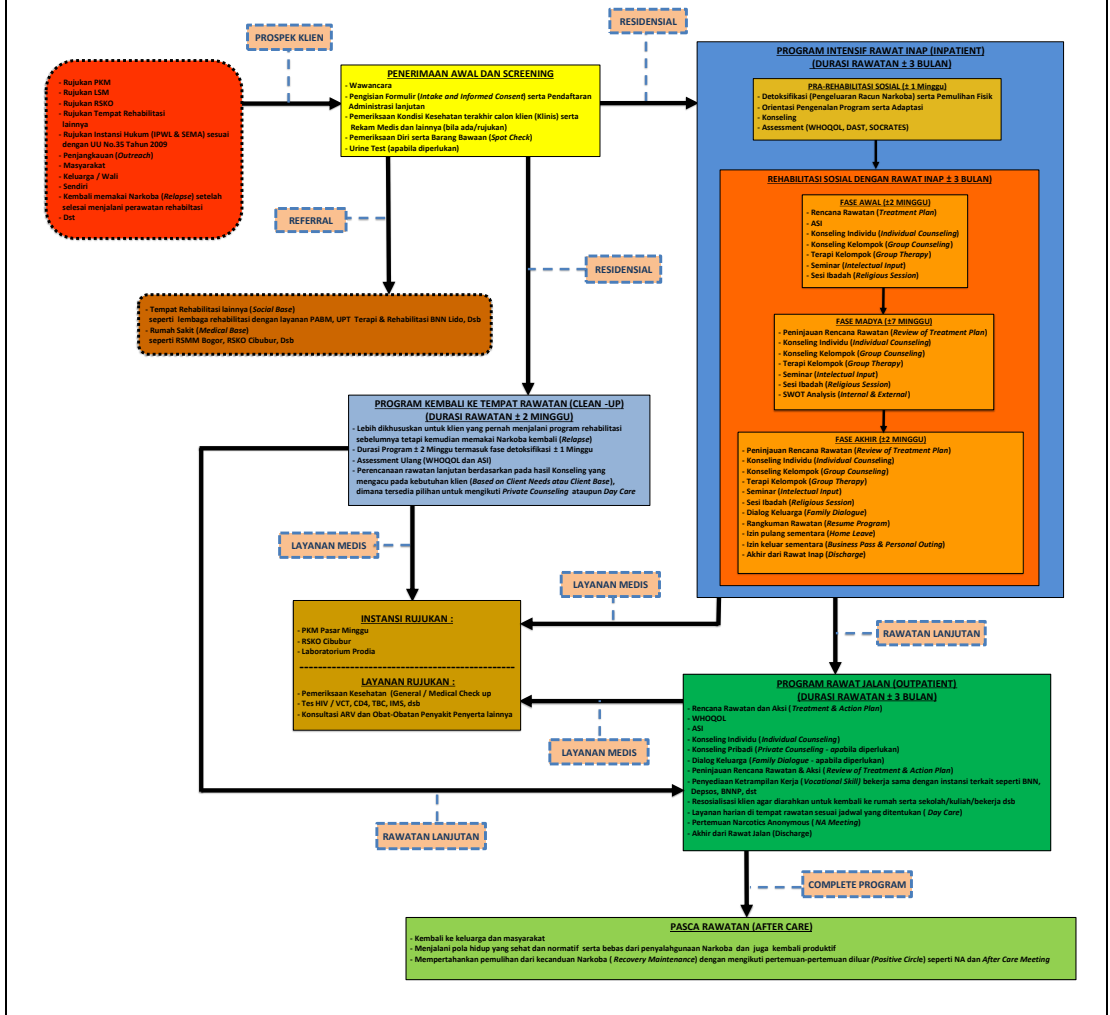 PROSPEK KLIEN
RESIDENSIAL
- Rujukan PKM
- Rujukan LSM
- Rujukan RSKO
- Rujukan Tempat Rehabilitasi
lainnya
- Rujukan Instansi Hukum (IPWL & SEMA) sesuai
dengan UU No.35 Tahun 2009
- Penjangkauan (Outreach)
- Masyarakat
- Keluarga / Wali
- Sendiri
- Kembali memakai Narkoba (Relapse) setelah
selesai menjalani perawatan rehabiltasi
- Dst
PENERIMAAN AWAL DAN SCREENING
- Wawancara
- Pengisian Formulir (Intake and Informed Consent) serta Pendaftaran
Administrasi lanjutan
- Pemeriksaan Kondisi Kesehatan terakhir calon klien (Klinis) serta
Rekam Medis dan lainnya (bila ada/rujukan)
- Pemeriksaan Diri serta Barang Bawaan (Spot Check)
- Urine Test (apabila diperlukan)
PROGRAM INTENSIF RAWAT INAP (INPATIENT)
(DURASI RAWATAN ± 3 BULAN)
PRA-REHABILITASI SOSIAL (± 1 Minggu)
- Detoksifikasi (Pengeluaran Racun Narkoba) serta Pemulihan Fisik
- Orientasi Pengenalan Program serta Adaptasi
- Konseling
- Assessment (WHOQOL, DAST, SOCRATES)
REHABILITASI SOSIAL DENGAN RAWAT INAP ± 3 BULAN)
FASE AWAL (±2 MINGGU)
- Rencana Rawatan (Treatment Plan)
- ASI
- Konseling Individu (Individual Counseling)
- Konseling Kelompok (Group Counseling)
- Terapi Kelompok (Group Therapy)
- Seminar (Intelectual Input)
- Sesi Ibadah (Religious Session)
FASE MADYA (±7 MINGGU)
- Peninjauan Rencana Rawatan (Review of Treatment Plan)
- Konseling Individu (Individual Counseling)
- Konseling Kelompok (Group Counseling)
- Terapi Kelompok (Group Therapy)
- Seminar (Intelectual Input)
- Sesi Ibadah (Religious Session)
- SWOT Analysis (Internal & External)
FASE AKHIR (±2 MINGGU)
- Peninjauan Rencana Rawatan (Review of Treatment Plan)
- Konseling Individu (Individual Counseling)
- Konseling Kelompok (Group Counseling)
- Terapi Kelompok (Group Therapy)
- Seminar (Intelectual Input)
- Sesi Ibadah (Religious Session)
- Dialog Keluarga (Family Dialogue)
- Rangkuman Rawatan (Resume Program)
- Izin pulang sementara (Home Leave)
- Izin keluar sementara (Business Pass & Personal Outing)
- Akhir dari Rawat Inap (Discharge)
REFERRAL
RESIDENSIAL
- Tempat Rehabilitasi lainnya (Social Base)
seperti lembaga rehabilitasi dengan layanan PABM, UPT Terapi & Rehabilitasi BNN Lido, Dsb
- Rumah Sakit (Medical Base)
seperti RSMM Bogor, RSKO Cibubur, Dsb
PROGRAM KEMBALI KE TEMPAT RAWATAN (CLEAN -UP)
(DURASI RAWATAN ± 2 MINGGU)
- Lebih dikhususkan untuk klien yang pernah menjalani program rehabilitasi
sebelumnya tetapi kemudian memakai Narkoba kembali (Relapse)
- Durasi Program ± 2 Minggu termasuk fase detoksifikasi ± 1 Minggu
- Assessment Ulang (WHOQOL dan ASI)
- Perencanaan rawatan lanjutan berdasarkan pada hasil Konseling yang
mengacu pada kebutuhan klien (Based on Client Needs atau Client Base),
dimana tersedia pilihan untuk mengikuti Private Counseling ataupun Day Care
LAYANAN MEDIS
LAYANAN MEDIS
INSTANSI RUJUKAN :
- PKM Pasar Minggu
- RSKO Cibubur
- Laboratorium Prodia
-----------------------------------------------
LAYANAN RUJUKAN :
- Pemeriksaan Kesehatan (General / Medical Check up
- Tes HIV / VCT, CD4, TBC, IMS, dsb
- Konsultasi ARV dan Obat-Obatan Penyakit Penyerta lainnya
RAWATAN LANJUTAN
LAYANAN MEDIS
PROGRAM RAWAT JALAN (OUTPATIENT)
(DURASI RAWATAN ± 3 BULAN)
- Rencana Rawatan dan Aksi ( Treatment & Action Plan)
- WHOQOL
- ASI
- Konseling Individu (Individual Counseling)
- Konseling Pribadi (Private Counseling - apabila diperlukan)
- Dialog Keluarga (Family Dialogue - apabila diperlukan)
- Peninjauan Rencana Rawatan & Aksi (Review of Treatment & Action Plan)
- Penyediaan Ketrampilan Kerja (Vocational Skill) bekerja sama dengan instansi terkait seperti BNN,
Depsos, BNNP, dst
- Resosialisasi klien agar diarahkan untuk kembali ke rumah serta sekolah/kuliah/bekerja dsb
- Layanan harian di tempat rawatan sesuai jadwal yang ditentukan ( Day Care)
- Pertemuan Narcotics Anonymous ( NA Meeting)
- Akhir dari Rawat Jalan (Discharge)
RAWATAN LANJUTAN
COMPLETE PROGRAM
PASCA RAWATAN (AFTER CARE)
- Kembali ke keluarga dan masyarakat
- Menjalani pola hidup yang sehat dan normatif serta bebas dari penyalahgunaan Narkoba dan juga kembali produktif
- Mempertahankan pemulihan dari kecanduan Narkoba ( Recovery Maintenance) dengan mengikuti pertemuan-pertemuan diluar (Positive Circle) seperti NA dan After Care Meeting